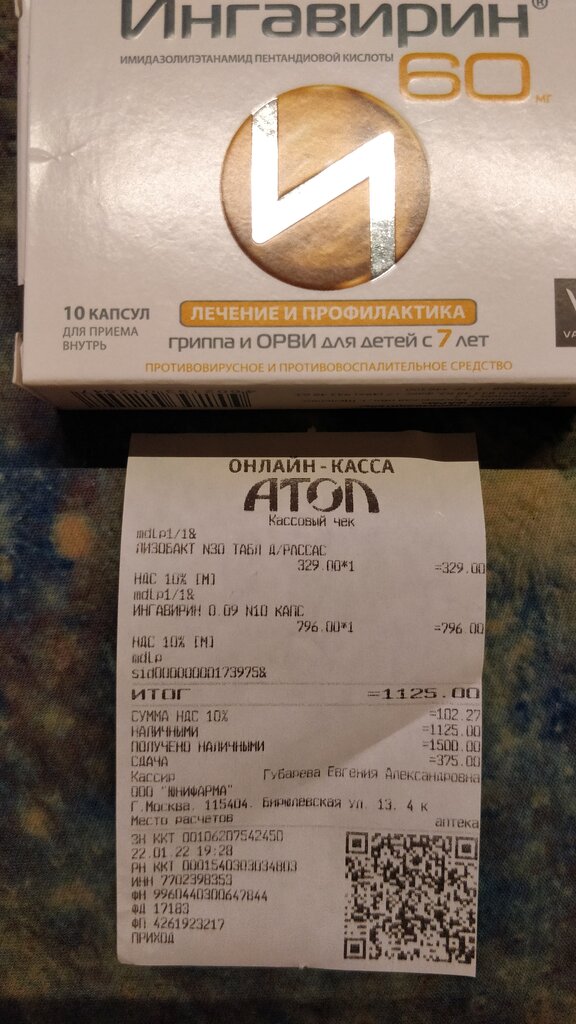 Ингавирин®
ИМИДАЗОЛИЛЭТАНАМИД ПЕНТАНДИОВОЙ КИСЛОТЫ
60 мг
10 КАПСУЛ
ДЛЯ ПРИЕМА
ВНУТРЬ
ЛЕЧЕНИЕ И ПРОФИЛАКТИКА
гриппа и ОРВИ для детей с 7 лет
ПРОТИВОВИРУСНОЕ И ПРОТИВОВОСПАЛИТЕЛЬНОЕ СРЕДСТВО
ОНЛАЙН-КАССА
АТОЛ
Кассовый чек
mdlp1/1&
ЛИЗОБАКТ N30 ТАБЛ Д/РАССАС
329.00*1 =329.00
НДС 10% [М]
mdlp1/1&
ИНГАВИРИН 0.09 N10 КАПС
796.00*1 =796.00
НДС 10% [М]
mdlp
sid00000000173975&
ИТОГ =1125.00
СУММА НДС 10% =102.27
НАЛИЧНЫМИ =1125.00
ПОЛУЧЕНО НАЛИЧНЫМИ =1500.00
СДАЧА =375.00
Кассир Губарева Евгения Александровна
ООО "ЮНИФАРМА"
Г.Москва, 115404, Бирюлевская ул, 13, 4 к
Место расчетов аптека
ЗН ККТ 00106207542450
22.01.22 19:28
РН ККТ 0001540303034803
ИНН 7702398353
ФН 9960440300647844
ФД 17183
ФП 4261923217
ПРИХОД